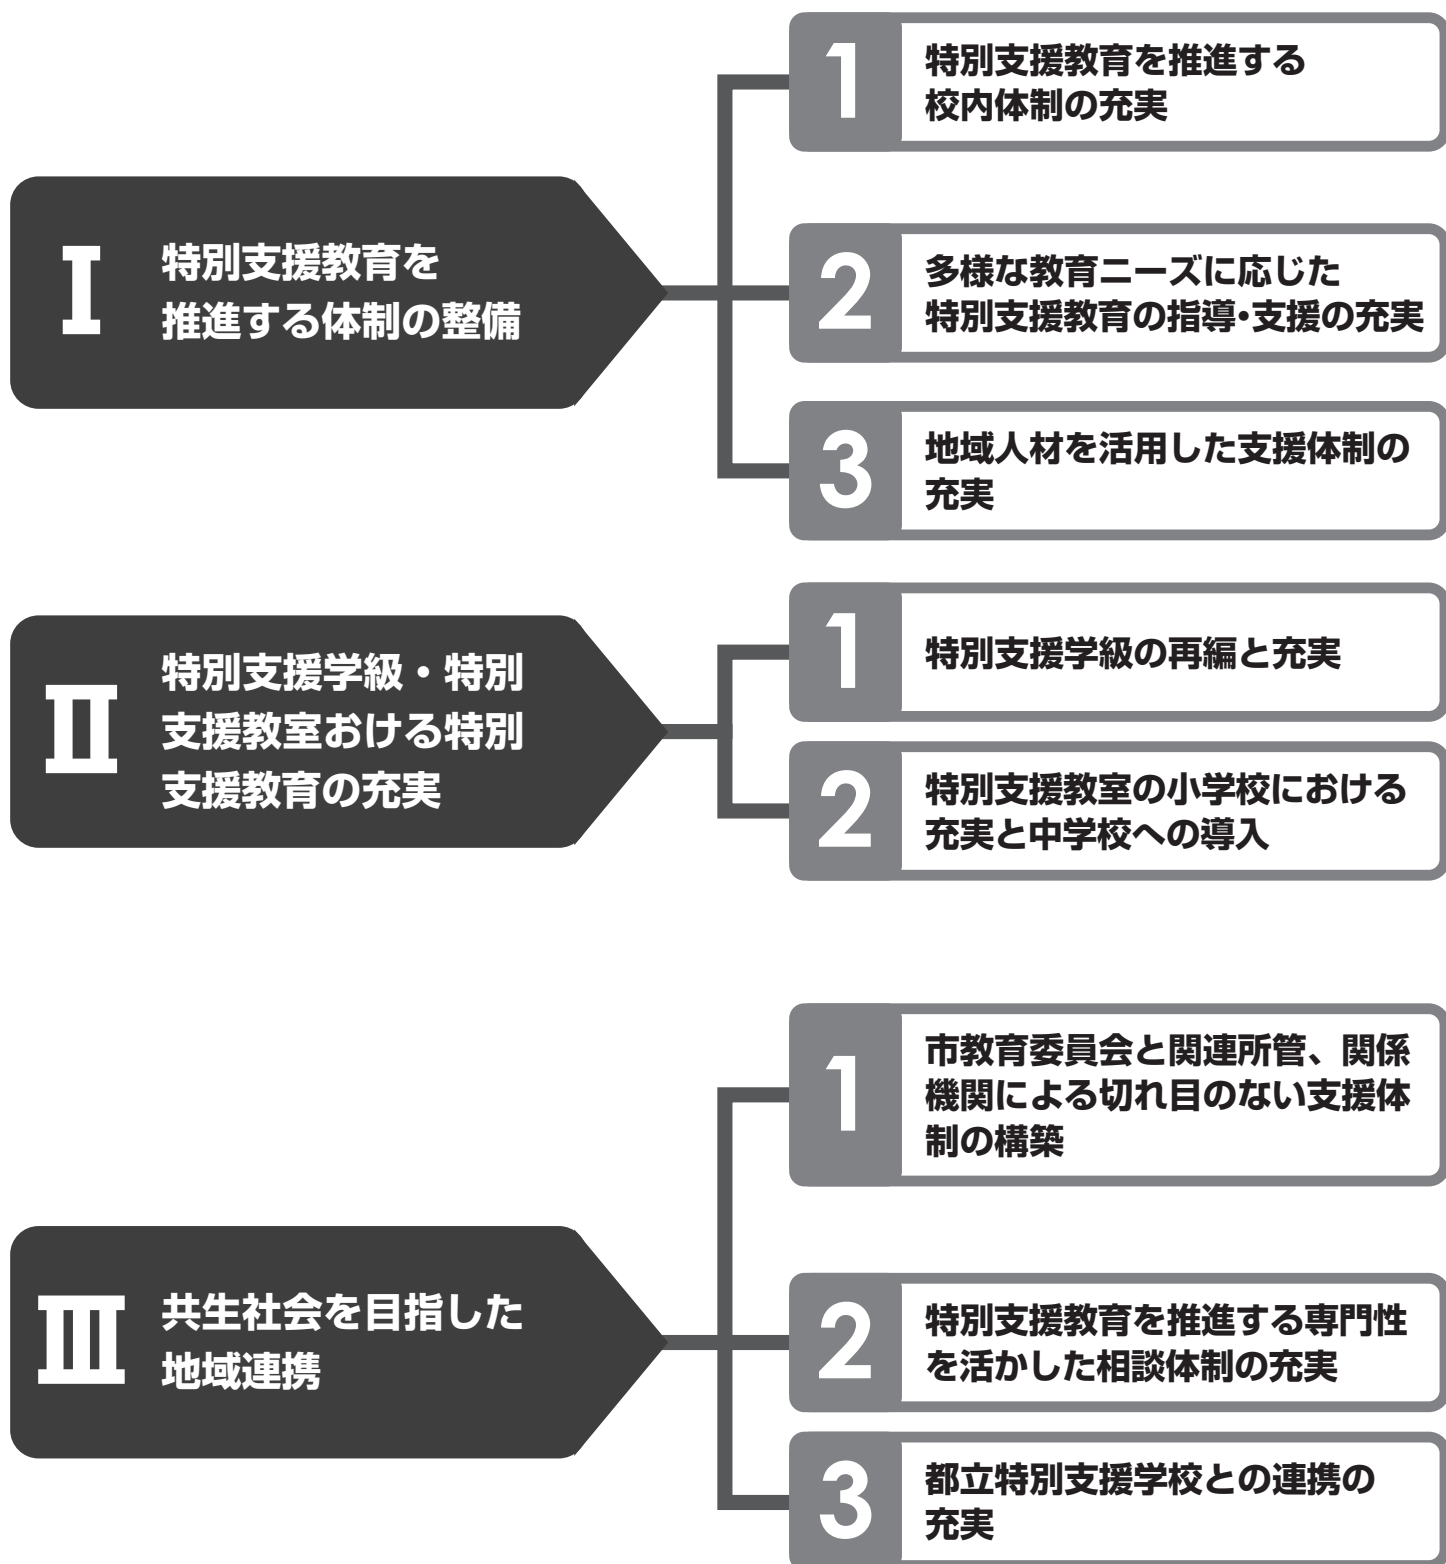 Ⅰ
特別支援教育を
推進する体制の整備
1
特別支援教育を推進する
校内体制の充実
2
多様な教育ニーズに応じた
特別支援教育の指導・支援の充実
3
地域人材を活用した支援体制の
充実
Ⅱ
特別支援学級・特別
支援教室おける特別
支援教育の充実
1
特別支援学級の再編と充実
2
特別支援教室の小学校における
充実と中学校への導入
Ⅲ
共生社会を目指した
地域連携
1
市教育委員会と関連所管、関係
機関による切れ目のない支援体
制の構築
2
特別支援教育を推進する専門性
を活かした相談体制の充実
3
都立特別支援学校との連携の
充実